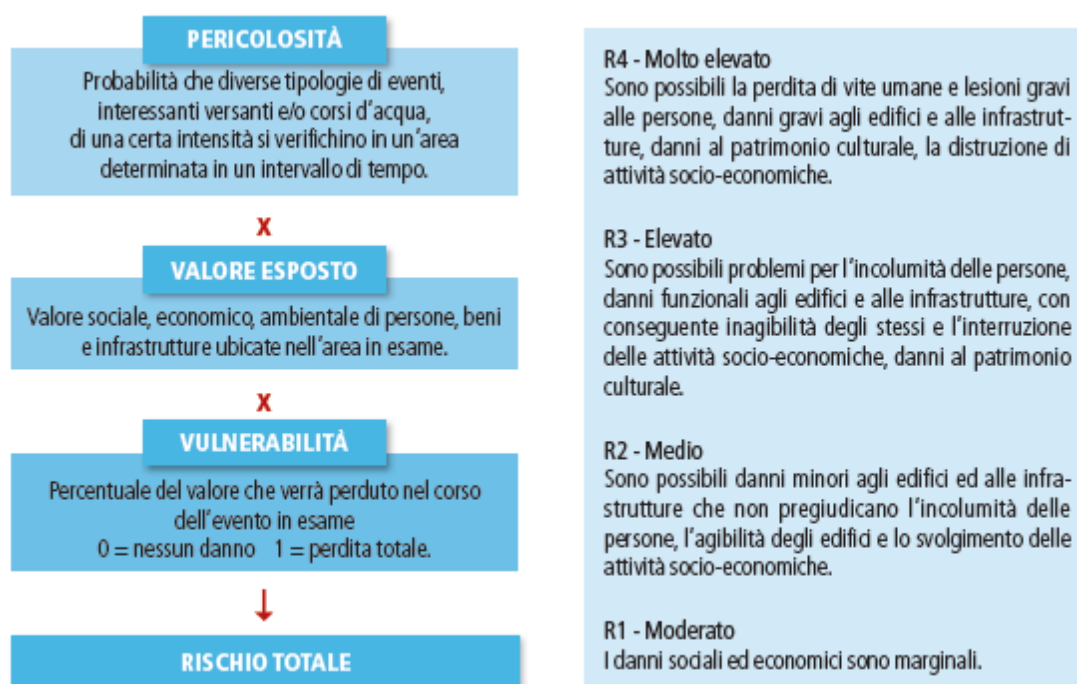 PERICOLOSITÀ
Probabilità che diverse tipologie di eventi,
interessanti versanti e/o corsi d'acqua,
di una certa intensità si verifichino in un'area
determinata in un intervallo di tempo.
X
VALORE ESPOSTO
Valore sociale, economico, ambientale di persone, beni
e infrastrutture ubicate nell'area in esame.
X
VULNERABILITÀ
Percentuale del valore che verrà perduto nel corso
dell'evento in esame
0 = nessun danno 1 = perdita totale.
RISCHIO TOTALE
R4 - Molto elevato
Sono possibili la perdita di vite umane e lesioni gravi
alle persone, danni gravi agli edifici e alle infrastrut-
ture, danni al patrimonio culturale, la distruzione di
attività socio-economiche.
R3 - Elevato
Sono possibili problemi per l'incolumità delle persone,
danni funzionali agli edifici e alle infrastrutture, con
conseguente inagibilità degli stessi e l'interruzione
delle attività socio-economiche, danni al patrimonio
culturale.
R2 - Medio
Sono possibili danni minori agli edifici ed alle infra-
strutture che non pregiudicano l'incolumità delle
persone, l'agibilità degli edifici e lo svolgimento delle
attività socio-economiche.
R1 - Moderato
I danni sociali ed economici sono marginali.